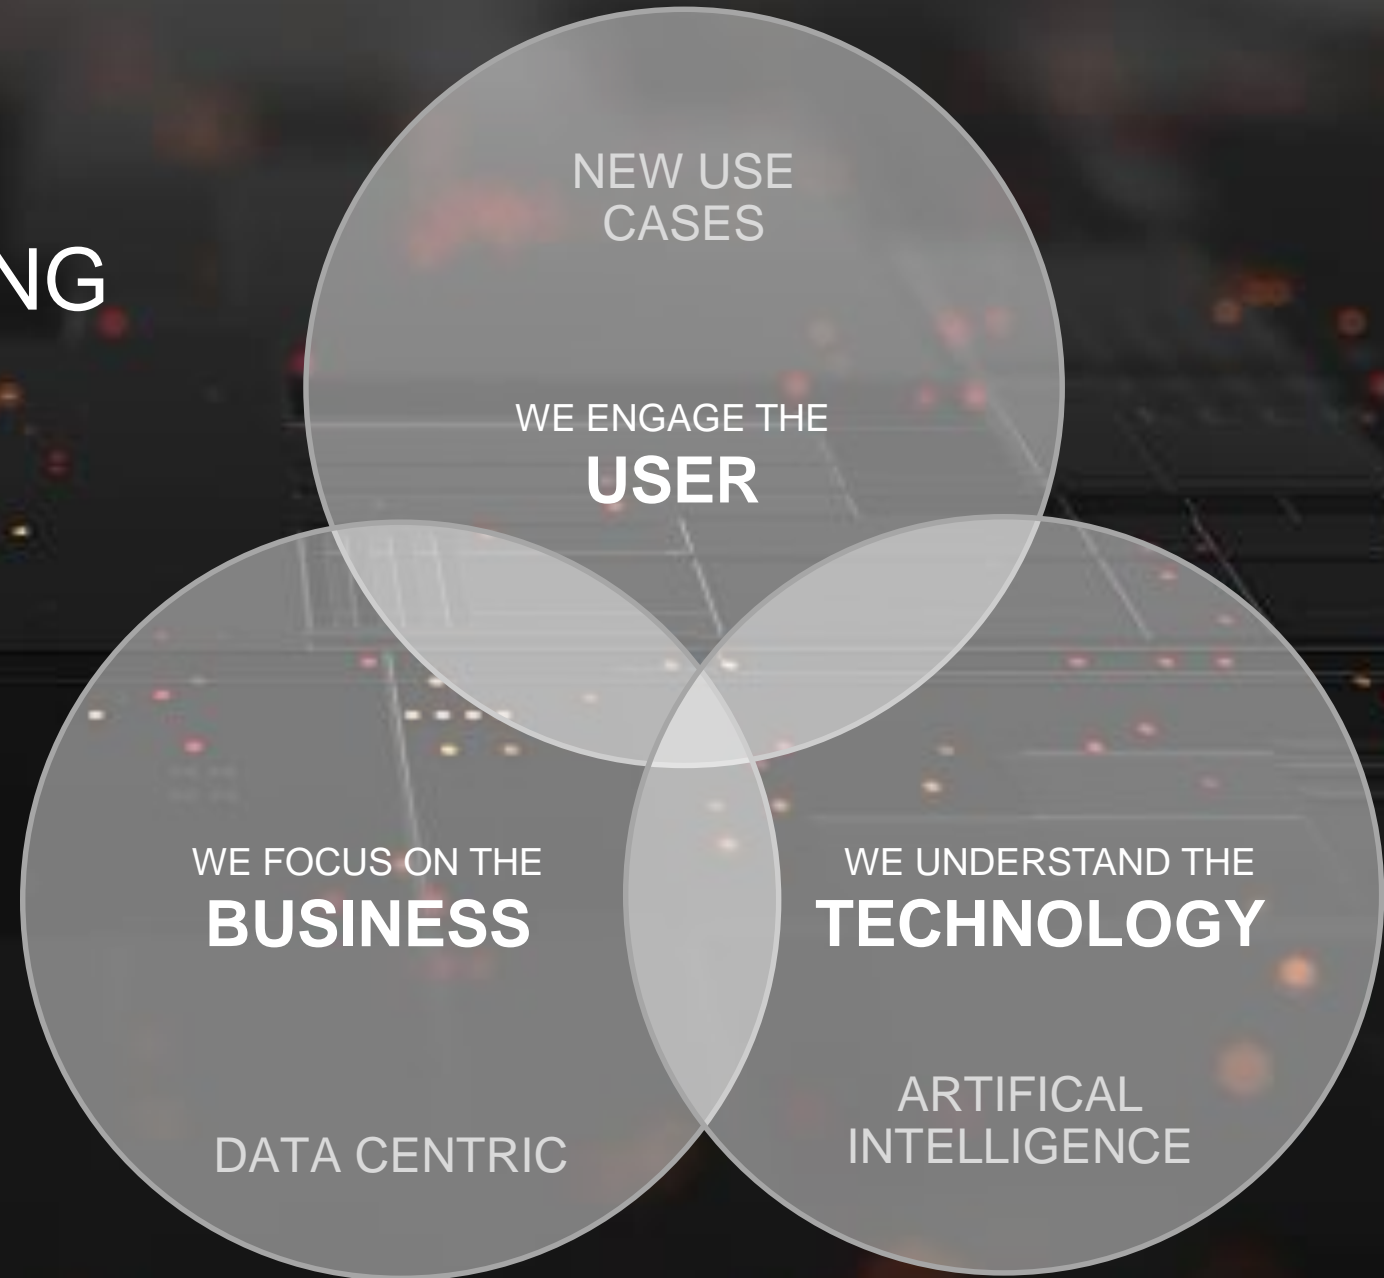 NG
NEW USE
CASES
WE ENGAGE THE
USER
WE FOCUS ON THE
BUSINESS
WE UNDERSTAND THE
TECHNOLOGY
DATA CENTRIC
ARTIFICAL
INTELLIGENCE